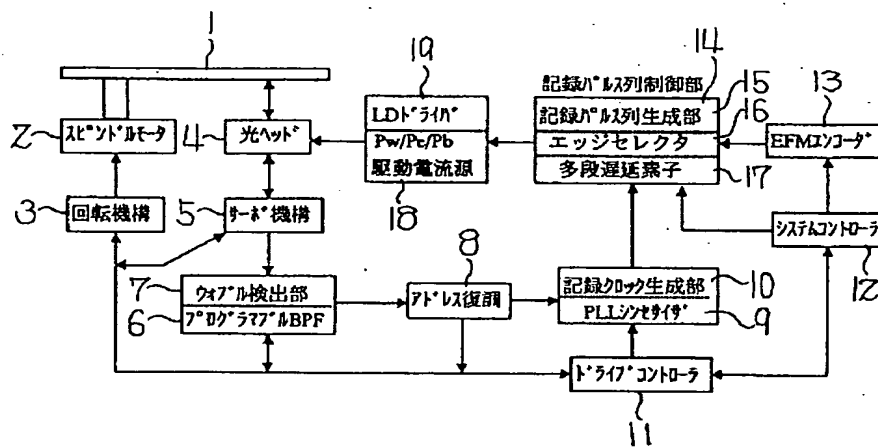 1
19
14
記録パルス列制御部
15
13
LDドライバ
記録パルス列生成部
16
2
スピンドルモータ
4
光ヘッド
Pw/Pc/Pb
エッジセレクタ
EFMエンコーダ
駆動電流源
多段遅延素子
17
18
3
回転機構
5
サーボ機構
8
システムコントローラ
12
7
ウォブル検出部
アドレス復調
記録クロック生成部
10
6
プログラマブルBPF
PLLシンセサイザ
9
ドライブコントローラ
11